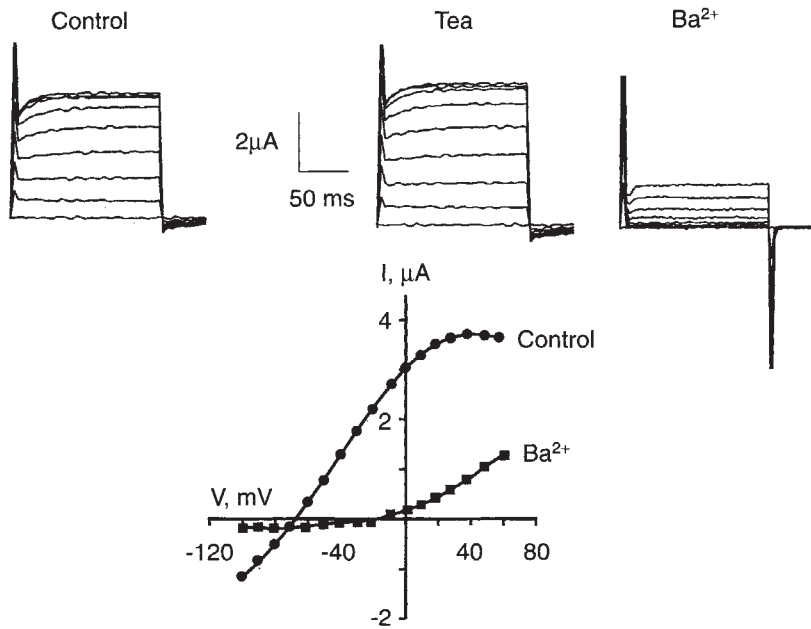 Control
Tea
Ba²⁺
2μA
50 ms
I, μA
4
Control
2
Ba²⁺
V, mV
-120
-40
40
80
-2